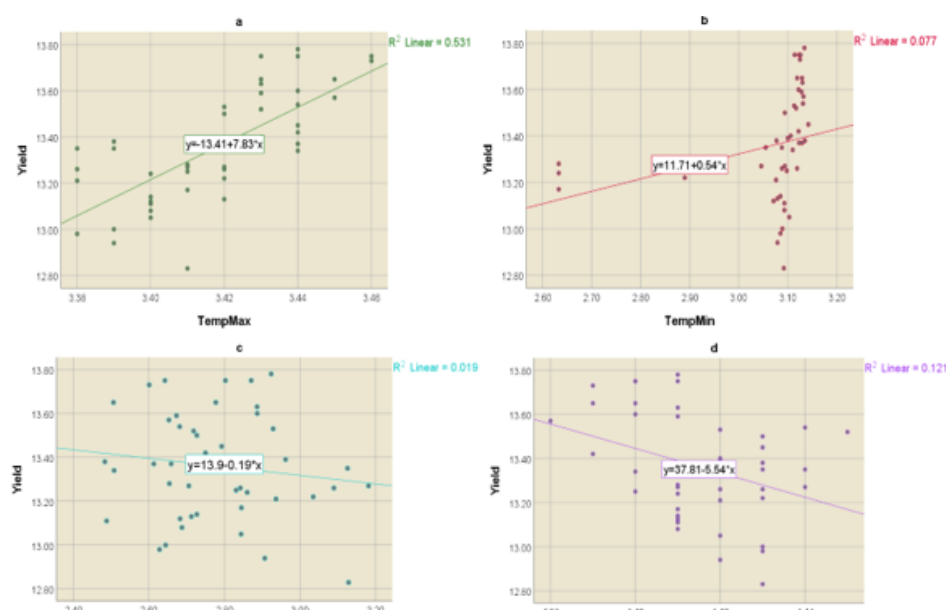 a
R² Linear = 0.531
13.80
13.60
13.40
13.20
13.00
12.80
Yield
y=-13.41+7.83*x
3.38
3.40
3.42
3.44
3.46
TempMax
b
R² Linear = 0.077
13.80
13.60
13.40
13.20
13.00
12.80
Yield
y=11.71+0.54*x
2.60
2.70
2.80
2.90
3.00
3.10
3.20
TempMin
c
R² Linear = 0.019
13.80
13.60
13.40
13.20
13.00
12.80
Yield
y=13.9-0.19*x
d
R² Linear = 0.121
13.80
13.60
13.40
13.20
13.00
12.80
Yield
y=37.81-5.54*x